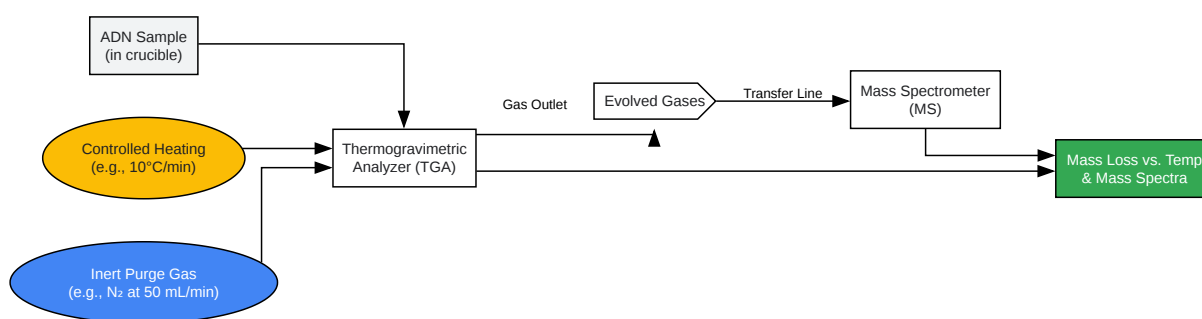 ADN Sample
(in crucible)
Controlled Heating
(e.g., 10°C/min)
Inert Purge Gas
(e.g., N₂ at 50 mL/min)
Thermogravimetric
Analyzer (TGA)
Gas Outlet
Evolved Gases
Transfer Line
Mass Spectrometer
(MS)
Mass Loss vs. Temp
& Mass Spectra